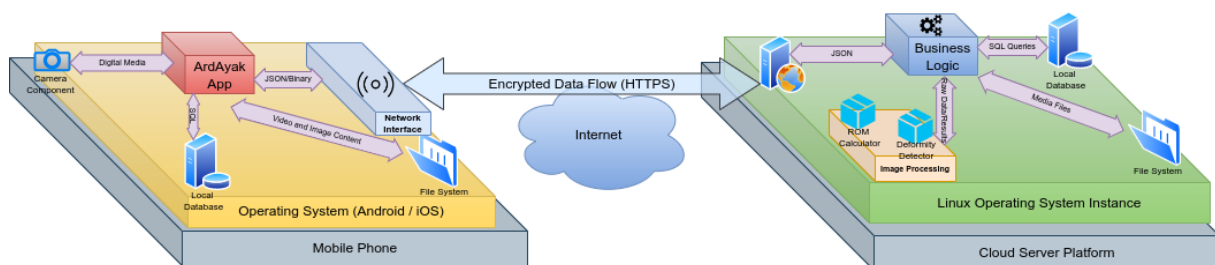 Camera
Component
Digital Media
ArdAyak
App
JSON/Binary
SQL
Video and Image Content
Network
Interface
Local
Database
File System
Operating System (Android / iOS)
Mobile Phone
Encrypted Data Flow (HTTPS)
Internet
JSON
Business
Logic
SQL Queries
Local
Database
Raw Data/Results
Media Files
ROM
Calculator
Deformity
Detector
Image Processing
File System
Linux Operating System Instance
Cloud Server Platform